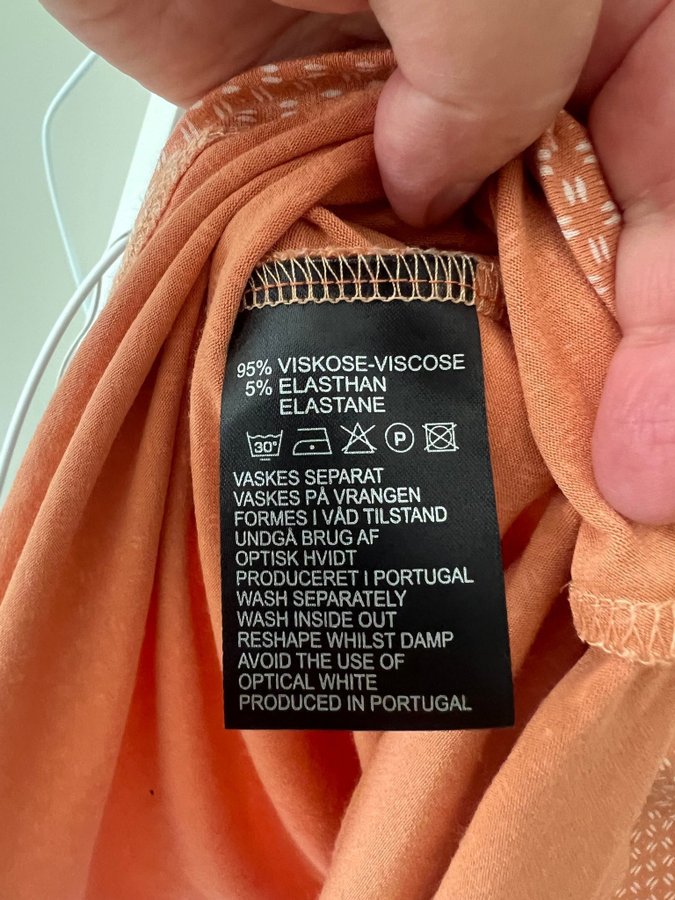 95% VISKOSE-VISCOSE
5% ELASTHAN
ELASTANE
30° P
VASKES SEPARAT
VASKES PÅ VRANGEN
FORMES I VÅD TILSTAND
UNDGÅ BRUG AF
OPTISK HVIDT
PRODUCERET I PORTUGAL
WASH SEPARATELY
WASH INSIDE OUT
RESHAPE WHILST DAMP
AVOID THE USE OF
OPTICAL WHITE
PRODUCED IN PORTUGAL